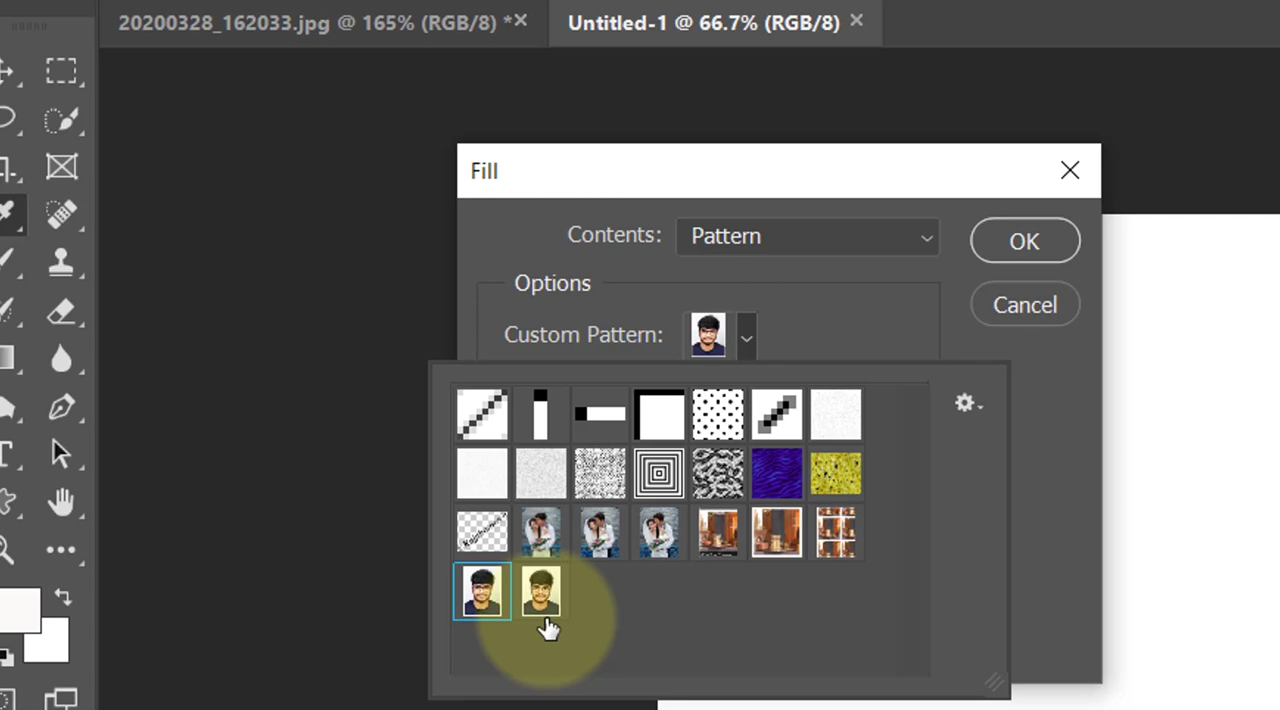 20200328_162033.jpg @ 165% (RGB/8) *
Untitled-1 @ 66.7% (RGB/8)
Fill
Contents: Pattern
OK
Options
Cancel
Custom Pattern: